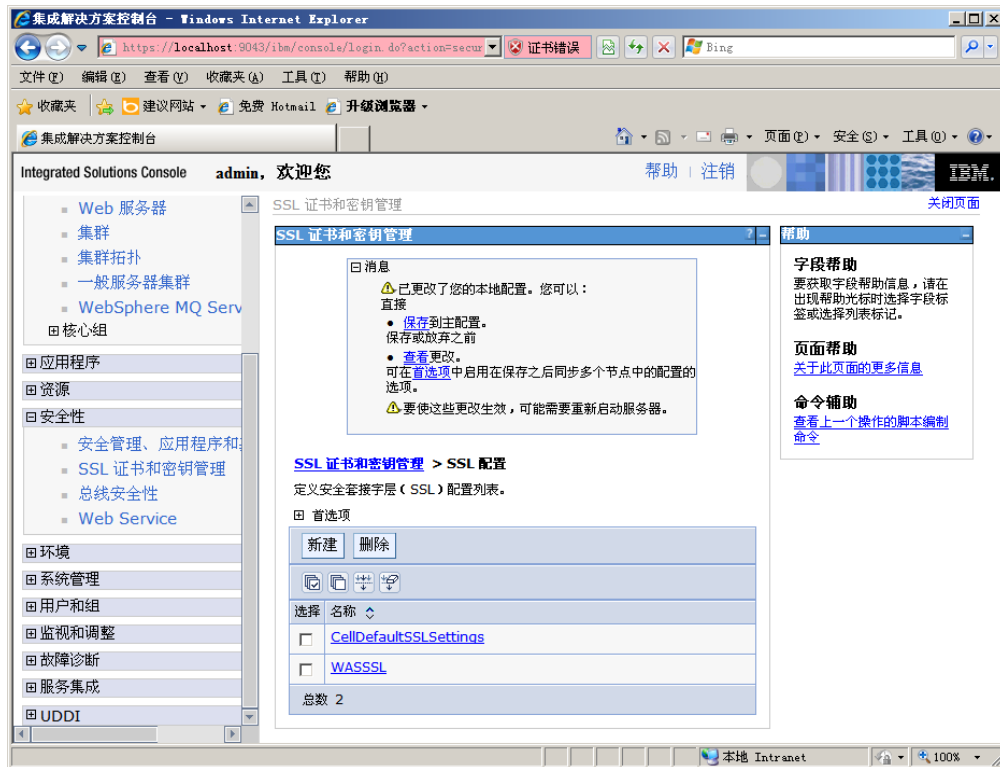 集成解决方案控制台 - Windows Internet Explorer
https://localhost:9043/ibm/console/login.do?action=secur
证书错误
Bing
文件(F) 编辑(E) 查看(V) 收藏夹(A) 工具(T) 帮助(H)
收藏夹 建议网站 免费 Hotmail 升级浏览器
集成解决方案控制台
页面(P) 安全(S) 工具(O)
Integrated Solutions Console admin, 欢迎您
帮助 | 注销
IBM.
Web 服务器
集群
集群拓扑
一般服务器集群
WebSphere MQ Serv
核心组
应用程序
资源
安全性
安全管理、应用程序和
SSL 证书和密钥管理
总线安全性
Web Service
环境
系统管理
用户和组
监视和调整
故障诊断
服务集成
UDDI
SSL 证书和密钥管理
关闭页面
SSL 证书和密钥管理
? -
消息
已更改了您的本地配置。您可以:
直接
• 保存到主配置。
保存或放弃之前
• 查看更改。
可在首选项中启用在保存之后同步多个节点中的配置的
选项。
要使这些更改生效,可能需要重新启动服务器。
SSL 证书和密钥管理 > SSL 配置
定义安全套接字层(SSL)配置列表。
首选项
新建 删除
选择 名称
CellDefaultSSLSettings
WASSSL
总数 2
帮助
-
字段帮助
要获取字段帮助信息,请在
出现帮助光标时选择字段标
签或选择列表标记。
页面帮助
关于此页面的更多信息
命令辅助
查看上一个操作的脚本编制
命令
本地 Intranet
100%